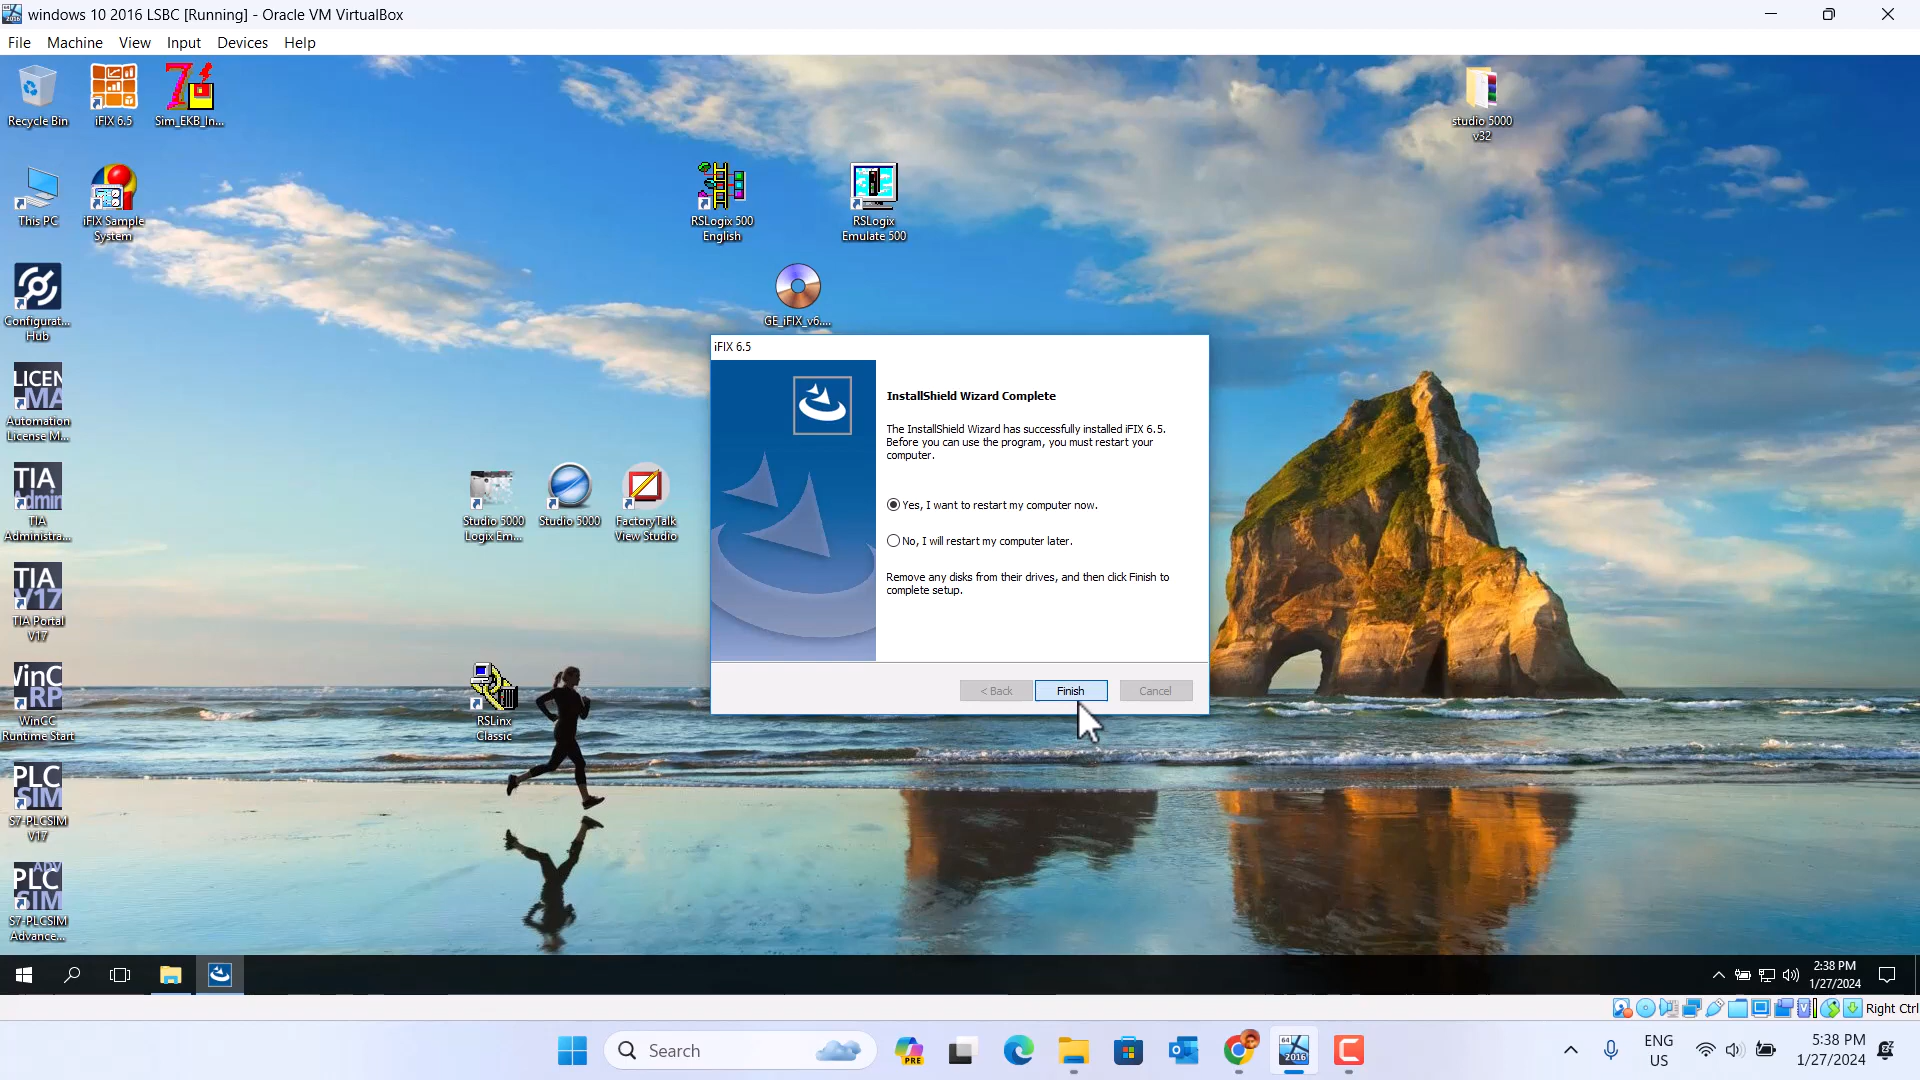 windows 10 2016 LSBC [Running] - Oracle VM VirtualBox
File Machine View Input Devices Help
Recycle Bin
iFIX 6.5
Sim_EKB_In...
studio 5000
v32
This PC
iFIX Sample
System
RSLogix 500
English
RSLogix
Emulate 500
Configurat...
Hub
GE_iFIX_v6....
iFIX 6.5
InstallShield Wizard Complete
The InstallShield Wizard has successfully installed iFIX 6.5.
Before you can use the program, you must restart your
computer.
Yes, I want to restart my computer now.
No, I will restart my computer later.
Remove any disks from their drives, and then click Finish to
complete setup.
< Back
Finish
Cancel
LICEN
MA
Automation
License M...
TIA
Admin
TIA
Administra...
Studio 5000
Logix Em...
Studio 5000
FactoryTalk
View Studio
TIA
V17
TIA Portal
V17
WinC
RP
WinCC
Runtime Start
RSLinx
Classic
PLC
SIM
S7-PLCSIM
V17
PLC
ADV
SIM
S7-PLCSIM
Advance...
2:38 PM
1/27/2024
Right Ctrl
Search
PRE
64
2016
ENG
US
5:38 PM
1/27/2024